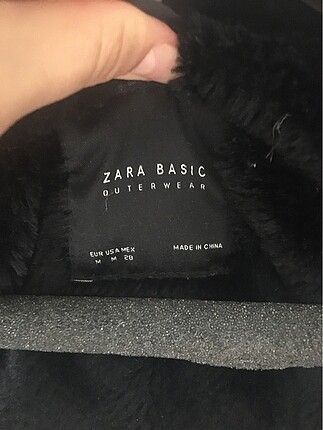 ZARA BASIC
OUTERWEAR
EUR USA MEX
M M 28
MADE IN CHINA